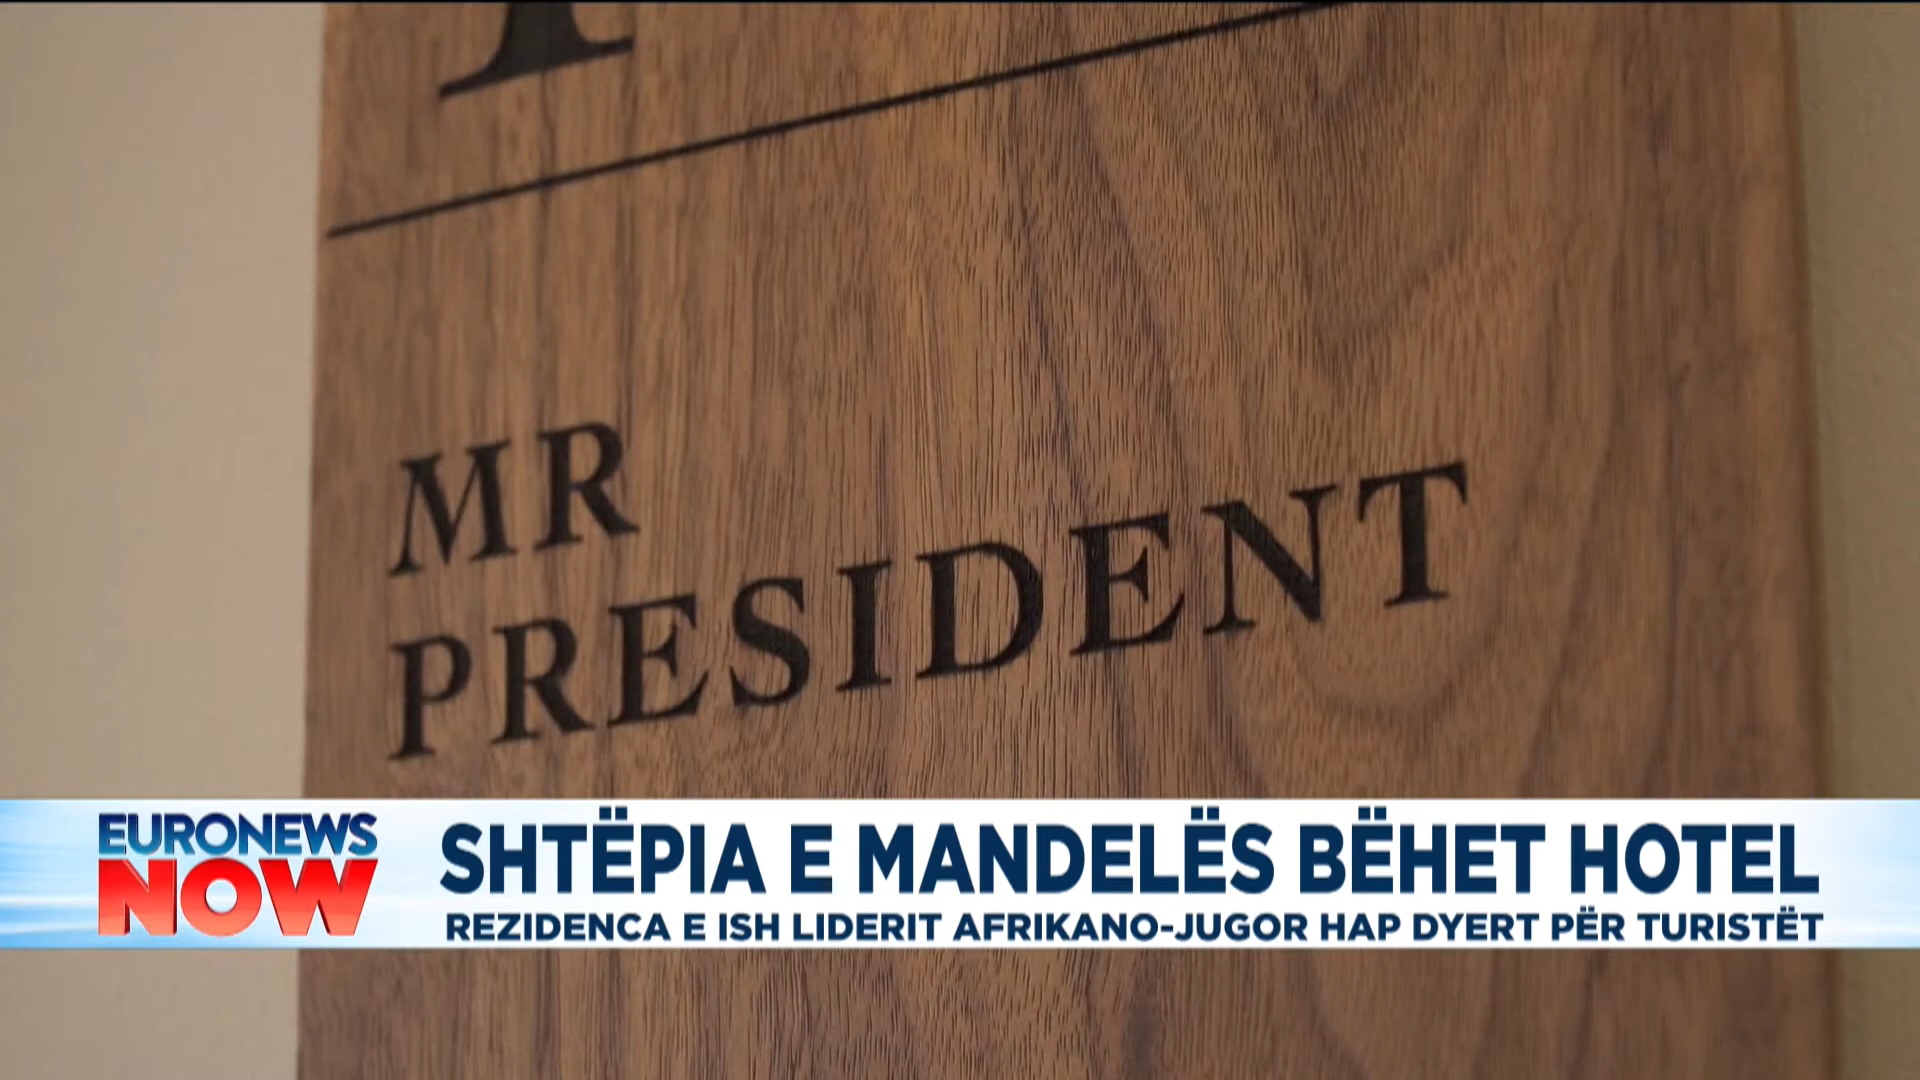 MR
PRESIDENT
EURONEWS
NOW
SHTËPIA E MANDELËS BËHET HOTEL
REZIDENCA E ISH LIDERIT AFRIKANO-JUGOR HAP DYERT PËR TURISTËT